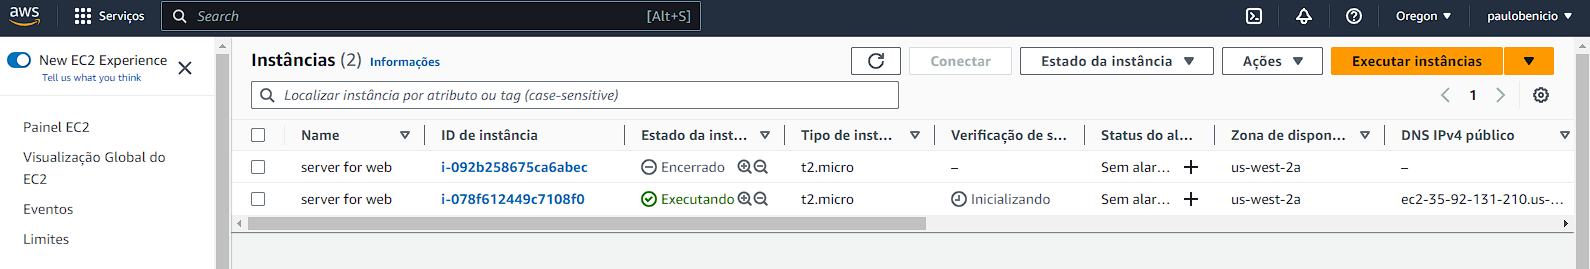 aws
Serviços
Search
[Alt+S]
Oregon
paulobenicio
New EC2 Experience
Tell us what you think
Painel EC2
Visualização Global do
EC2
Eventos
Limites
Instâncias (2) Informações
Conectar
Estado da instância
Ações
Executar instâncias
Localizar instância por atributo ou tag (case-sensitive)
1
Name ID de instância Estado da inst... Tipo de inst... Verificação de s... Status do al... Zona de dispon... DNS IPv4 público
server for web i-092b258675ca6abec Encerrado t2.micro – Sem alar... us-west-2a –
server for web i-078f612449c7108f0 Executando t2.micro Inicializando Sem alar... us-west-2a ec2-35-92-131-210.us-...